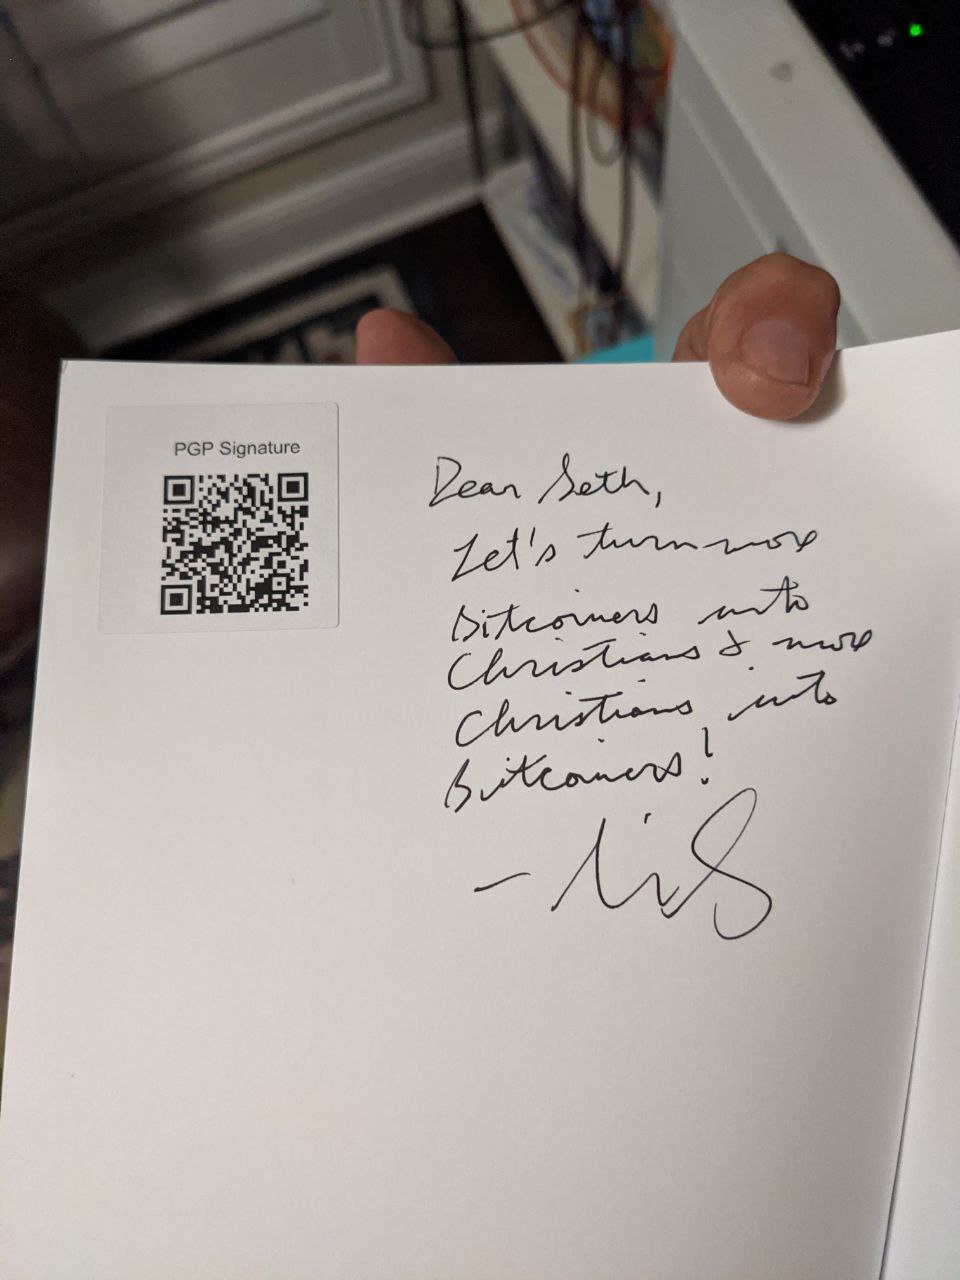 PGP Signature
Dear Seth,
Let's turn more
Bitcoiners into
Christians & more
Christians into
Bitcoiners!